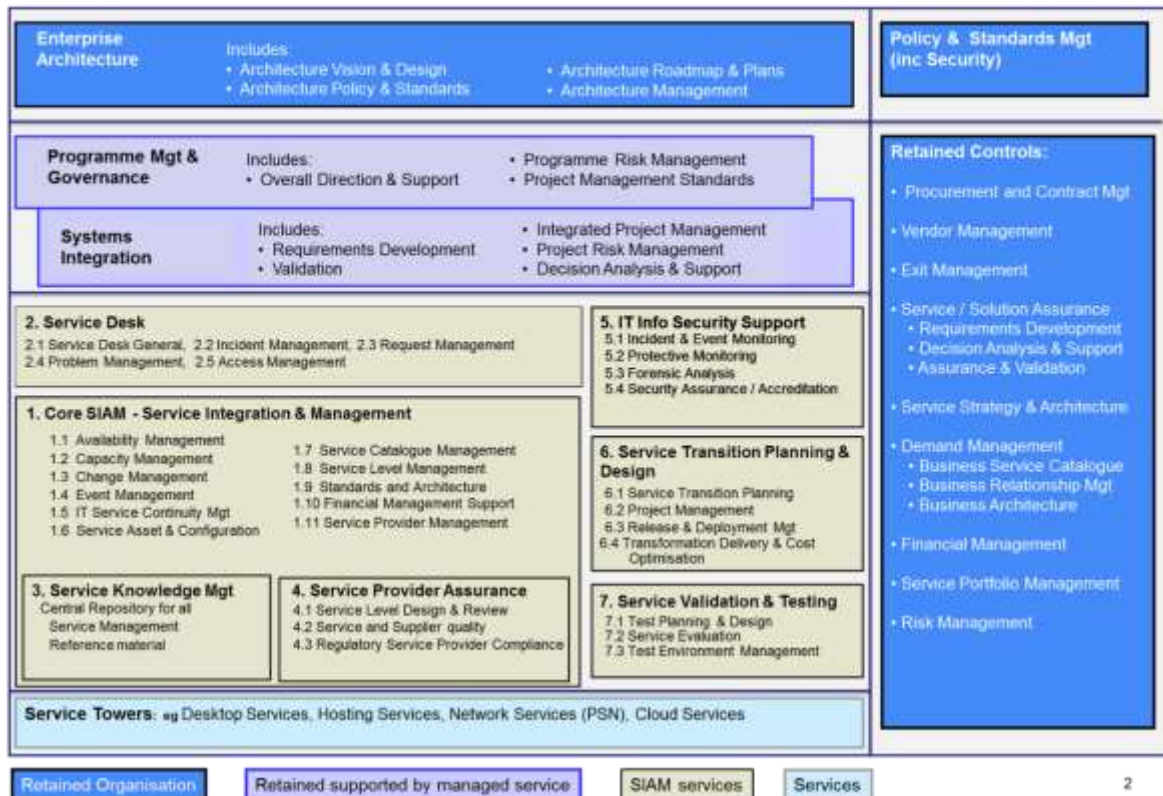 Enterprise
Architecture
Includes:
• Architecture Vision & Design
• Architecture Policy & Standards
• Architecture Roadmap & Plans
• Architecture Management
Policy & Standards Mgt
(inc Security)
Programme Mgt &
Governance
Includes:
• Overall Direction & Support
• Programme Risk Management
• Project Management Standards
Systems
Integration
Includes:
• Requirements Development
• Validation
• Integrated Project Management
• Project Risk Management
• Decision Analysis & Support
Retained Controls:
• Procurement and Contract Mgt
• Vendor Management
• Exit Management
• Service / Solution Assurance
• Requirements Development
• Decision Analysis & Support
• Assurance & Validation
• Service Strategy & Architecture
• Demand Management
• Business Service Catalogue
• Business Relationship Mgt
• Business Architecture
• Financial Management
• Service Portfolio Management
• Risk Management
2. Service Desk
2.1 Service Desk General, 2.2 Incident Management, 2.3 Request Management
2.4 Problem Management, 2.5 Access Management
1. Core SIAM - Service Integration & Management
1.1 Availability Management
1.2 Capacity Management
1.3 Change Management
1.4 Event Management
1.5 IT Service Continuity Mgt
1.6 Service Asset & Configuration
1.7 Service Catalogue Management
1.8 Service Level Management
1.9 Standards and Architecture
1.10 Financial Management Support
1.11 Service Provider Management
3. Service Knowledge Mgt
Central Repository for all
Service Management
Reference material
4. Service Provider Assurance
4.1 Service Level Design & Review
4.2 Service and Supplier quality
4.3 Regulatory Service Provider Compliance
5. IT Info Security Support
5.1 Incident & Event Monitoring
5.2 Protective Monitoring
5.3 Forensic Analysis
5.4 Security Assurance / Accreditation
6. Service Transition Planning &
Design
6.1 Service Transition Planning
6.2 Project Management
6.3 Release & Deployment Mgt
6.4 Transformation Delivery & Cost
Optimisation
7. Service Validation & Testing
7.1 Test Planning & Design
7.2 Service Evaluation
7.3 Test Environment Management
Service Towers: eg Desktop Services, Hosting Services, Network Services (PSN), Cloud Services
Retained Organisation
Retained supported by managed service
SIAM services
Services
2